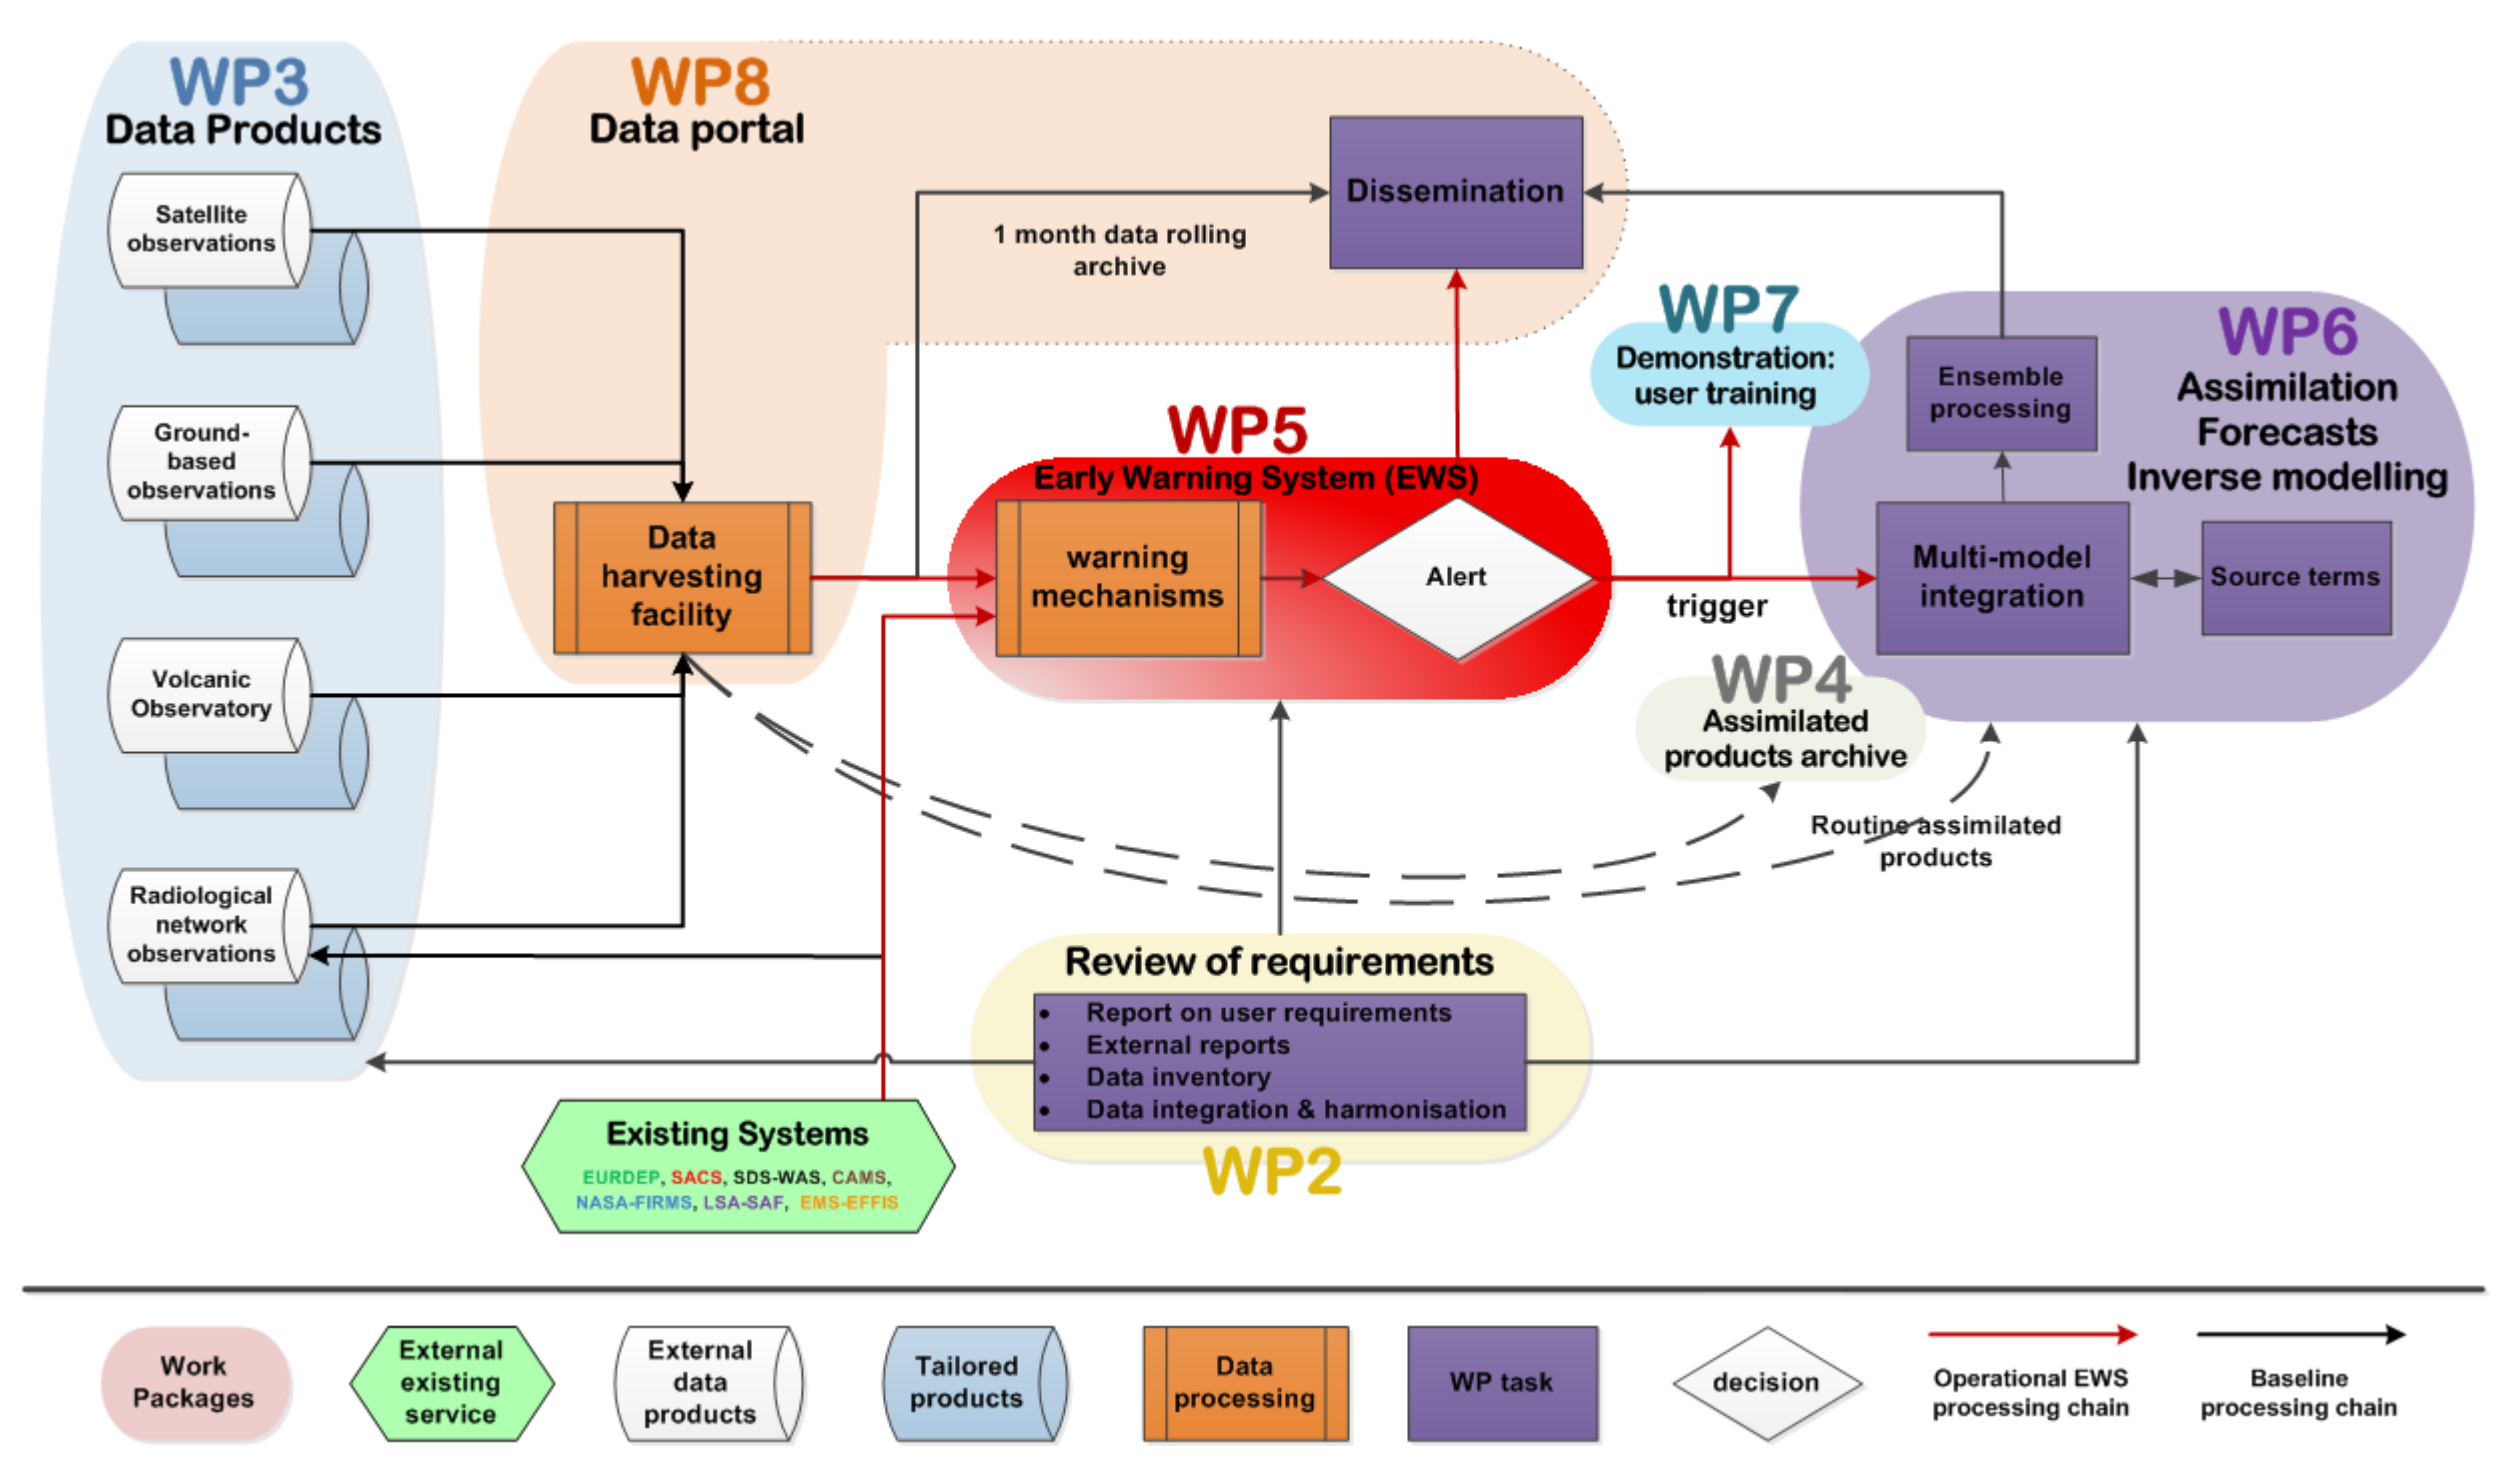 WP3
Data Products
Satellite
observations
Ground-
based
observations
Volcanic
Observatory
Radiological
network
observations
WP8
Data portal
Data
harvesting
facility
1 month data rolling
archive
Dissemination
WP5
Early Warning System (EWS)
warning
mechanisms
Alert
trigger
WP7
Demonstration:
user training
WP6
Assimilation
Forecasts
Inverse modelling
Ensemble
processing
Multi-model
integration
Source terms
WP4
Assimilated
products archive
Routine assimilated
products
Review of requirements
• Report on user requirements
• External reports
• Data inventory
• Data integration & harmonisation
WP2
Existing Systems
EURDEP, SACS, SDS-WAS, CAMS,
NASA-FIRMS, LSA-SAF, EMS-EFFIS
Work
Packages
External
existing
service
External
data
products
Tailored
products
Data
processing
WP task
decision
Operational EWS
processing chain
Baseline
processing chain